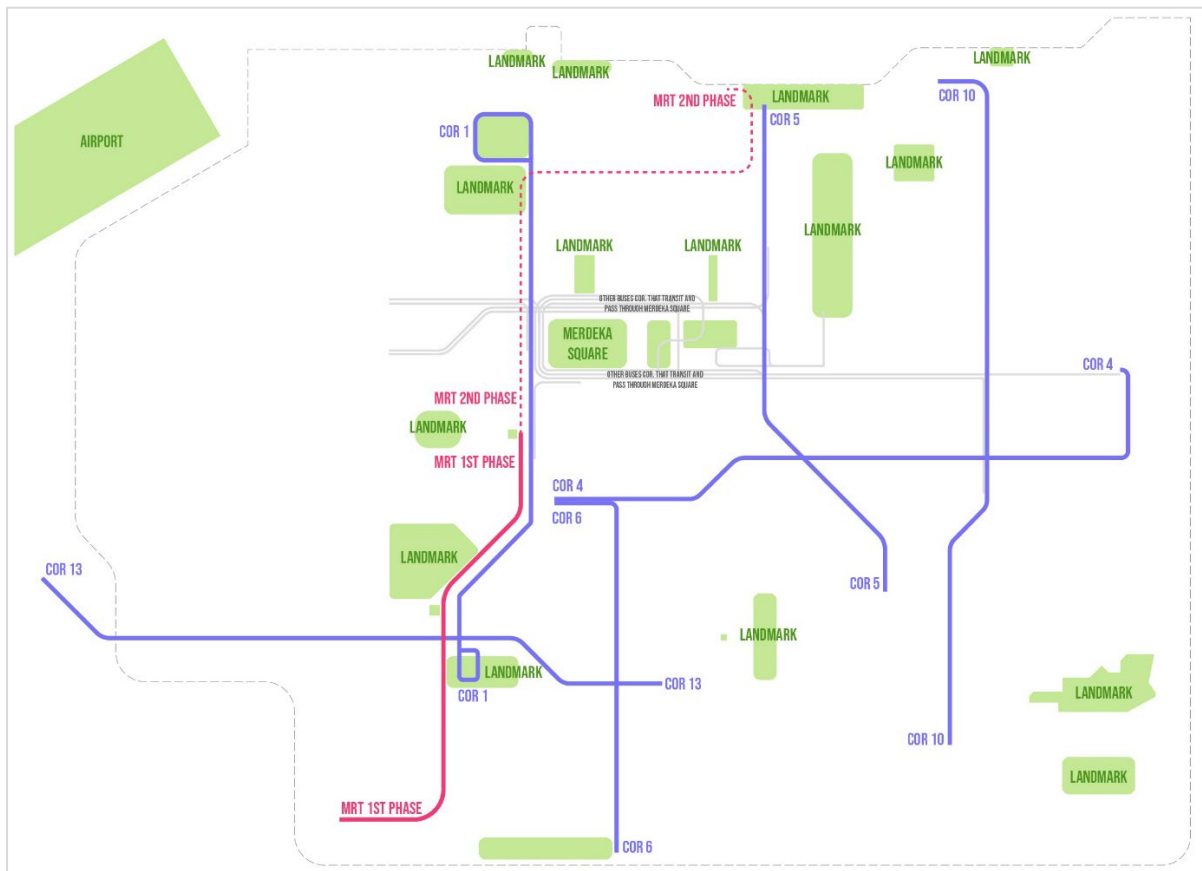 LANDMARK
LANDMARK
LANDMARK
COR 10
MRT 2ND PHASE
LANDMARK
COR 5
COR 1
AIRPORT
LANDMARK
LANDMARK
LANDMARK
LANDMARK
LANDMARK
LANDMARK
OTHER BUSES COR. THAT TRANSIT AND
PASS THROUGH MERDEKA SQUARE
MERDEKA
SQUARE
OTHER BUSES COR. THAT TRANSIT AND
PASS THROUGH MERDEKA SQUARE
COR 4
MRT 2ND PHASE
LANDMARK
MRT 1ST PHASE
COR 4
COR 6
LANDMARK
COR 13
COR 5
LANDMARK
LANDMARK
COR 1
COR 13
LANDMARK
COR 10
LANDMARK
MRT 1ST PHASE
COR 6